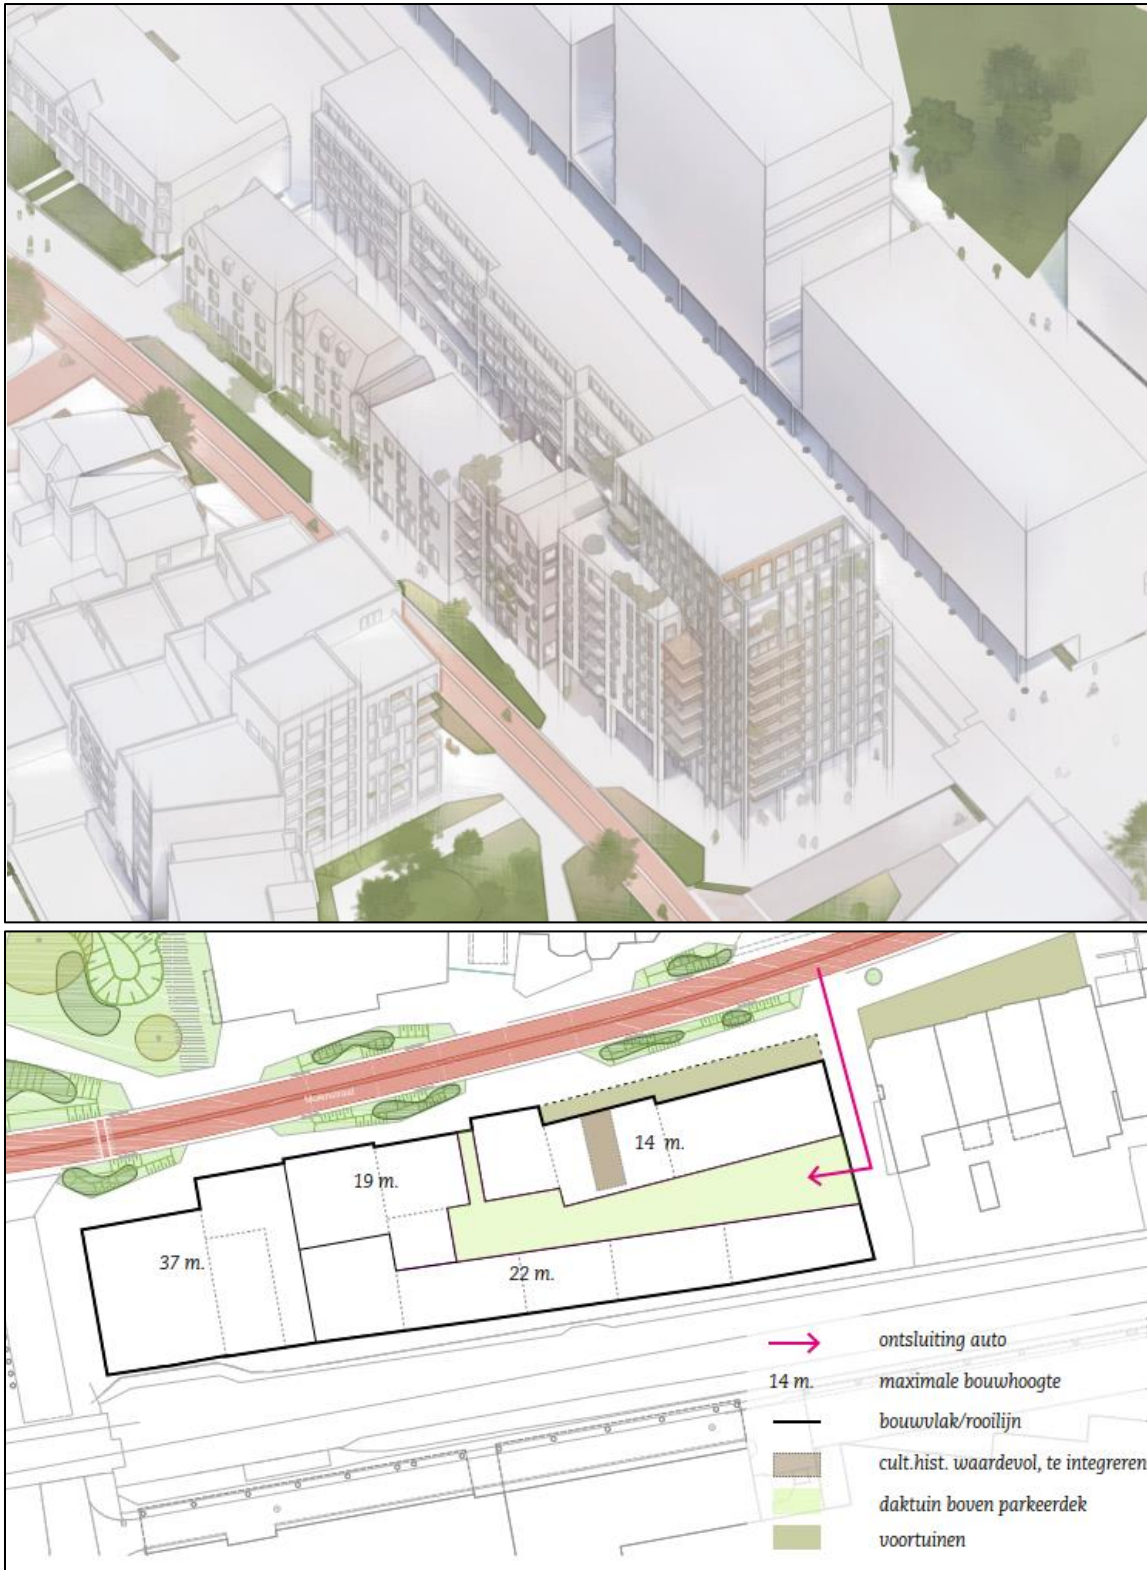 14 m.
19 m.
37 m.
22 m.
ontsluiting auto
14 m. maximale bouwhoogte
bouwvlak/rooilijn
cult.hist. waardevol, te integreren
daktuin boven parkeerdek
voortuinen